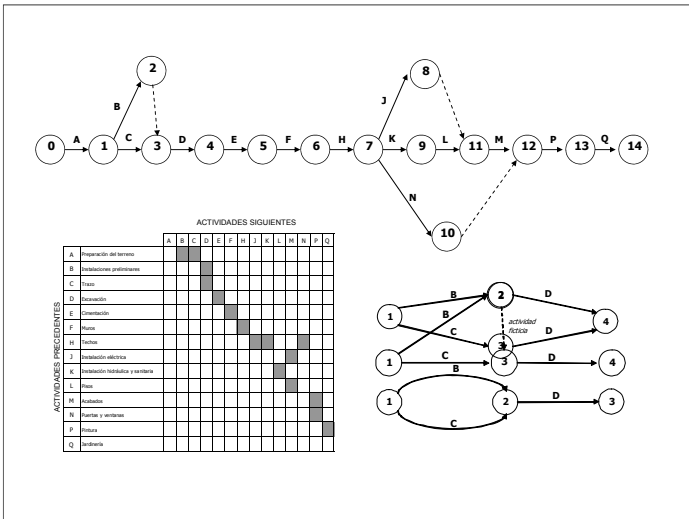 2
8
B
J
0 A 1 C 3 D 4 E 5 F 6 H 7 K 9 L 11 M 12 P 13 Q 14
N
10
ACTIVIDADES SIGUIENTES
A B C D E F H J K L M N P Q
ACTIVIDADES PRECEDENTES
A Preparación del terreno
B Instalaciones preliminares
C Trazo
D Excavación
E Cimentación
F Muros
H Techos
J Instalación eléctrica
K Instalación hidráulica y sanitaria
L Pisos
M Acabados
N Puertas y ventanas
P Pintura
Q Jardinería
1 B 2 D 4
B
actividad
ficticia
C 3 D
1 C 3 D 4
B
1 2 D 3
C